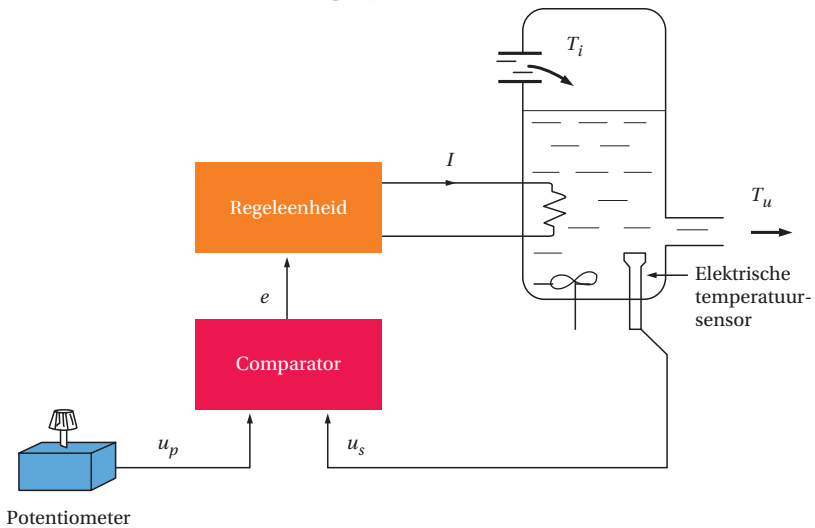 T_i
I
Regeleenheid
T_u
Elektrische
temperatuur-
sensor
e
Comparator
u_p
u_s
Potentiometer